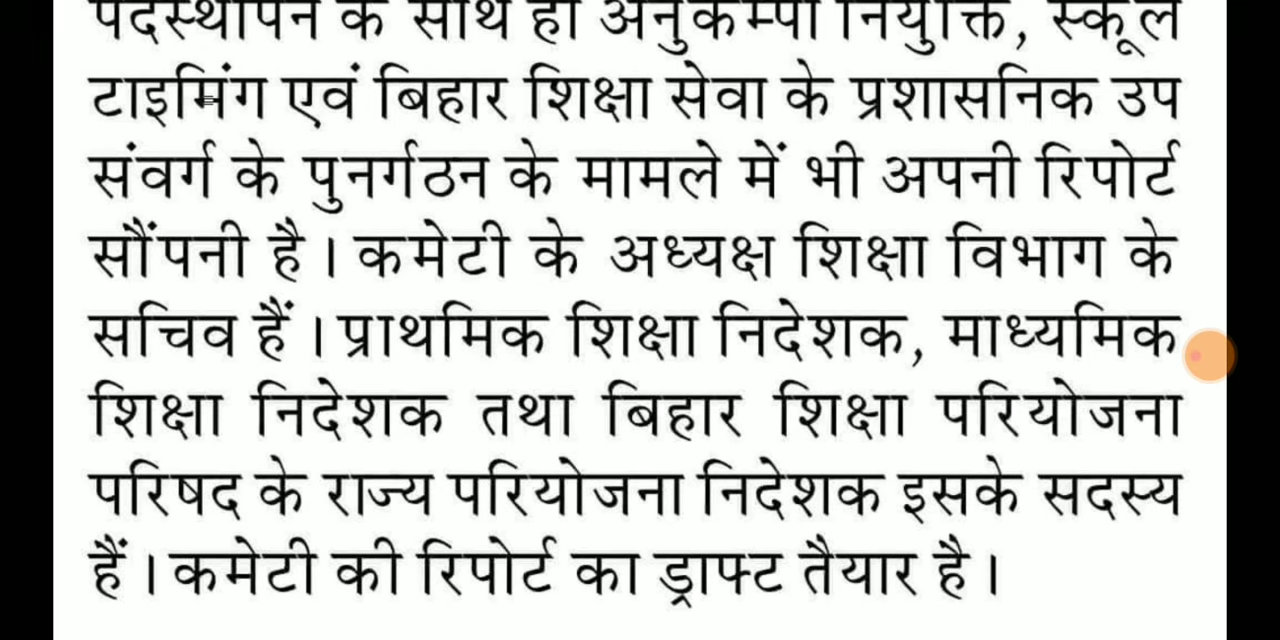 पदस्थापन के साथ ही अनुकम्पा नियुक्ति, स्कूल
टाइमिंग एवं बिहार शिक्षा सेवा के प्रशासनिक उप
संवर्ग के पुनर्गठन के मामले में भी अपनी रिपोर्ट
सौंपनी है। कमेटी के अध्यक्ष शिक्षा विभाग के
सचिव हैं। प्राथमिक शिक्षा निदेशक, माध्यमिक
शिक्षा निदेशक तथा बिहार शिक्षा परियोजना
परिषद के राज्य परियोजना निदेशक इसके सदस्य
हैं। कमेटी की रिपोर्ट का ड्राफ्ट तैयार है।